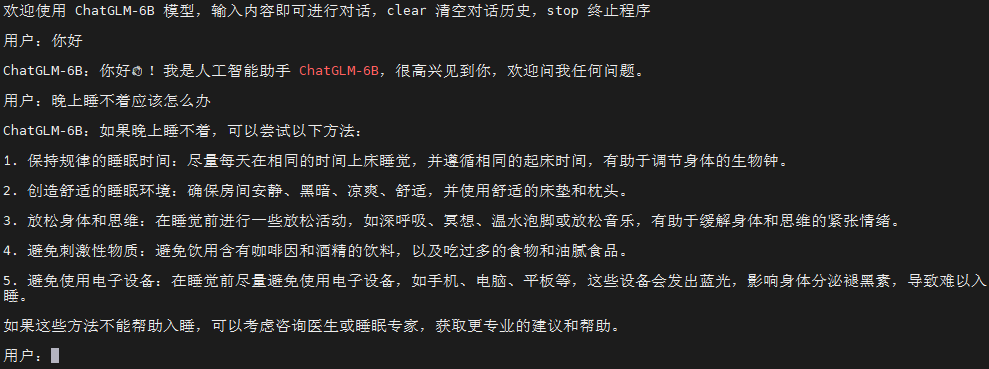 欢迎使用 ChatGLM-6B 模型，输入内容即可进行对话，clear 清空对话历史，stop 终止程序
用户：你好
ChatGLM-6B：你好👋！我是人工智能助手 ChatGLM-6B，很高兴见到你，欢迎问我任何问题。
用户：晚上睡不着应该怎么办
ChatGLM-6B：如果晚上睡不着，可以尝试以下方法：
1. 保持规律的睡眠时间：尽量每天在相同的时间上床睡觉，并遵循相同的起床时间，有助于调节身体的生物钟。
2. 创造舒适的睡眠环境：确保房间安静、黑暗、凉爽、舒适，并使用舒适的床垫和枕头。
3. 放松身体和思维：在睡觉前进行一些放松活动，如深呼吸、冥想、温水泡脚或放松音乐，有助于缓解身体和思维的紧张情绪。
4. 避免刺激性物质：避免饮用含有咖啡因和酒精的饮料，以及吃过多的食物和油腻食品。
5. 避免使用电子设备：在睡觉前尽量避免使用电子设备，如手机、电脑、平板等，这些设备会发出蓝光，影响身体分泌褪黑素，导致难以入
睡。
如果这些方法不能帮助入睡，可以考虑咨询医生或睡眠专家，获取更专业的建议和帮助。
用户：